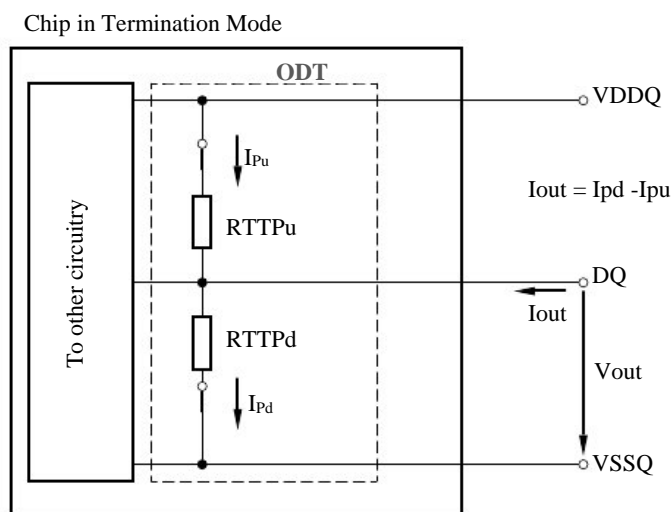 Chip in Termination Mode
ODT
VDDQ
IPu
Iout = Ipd -Ipu
RTTPu
To other circuitry
DQ
Iout
RTTPd
Vout
IPd
VSSQ